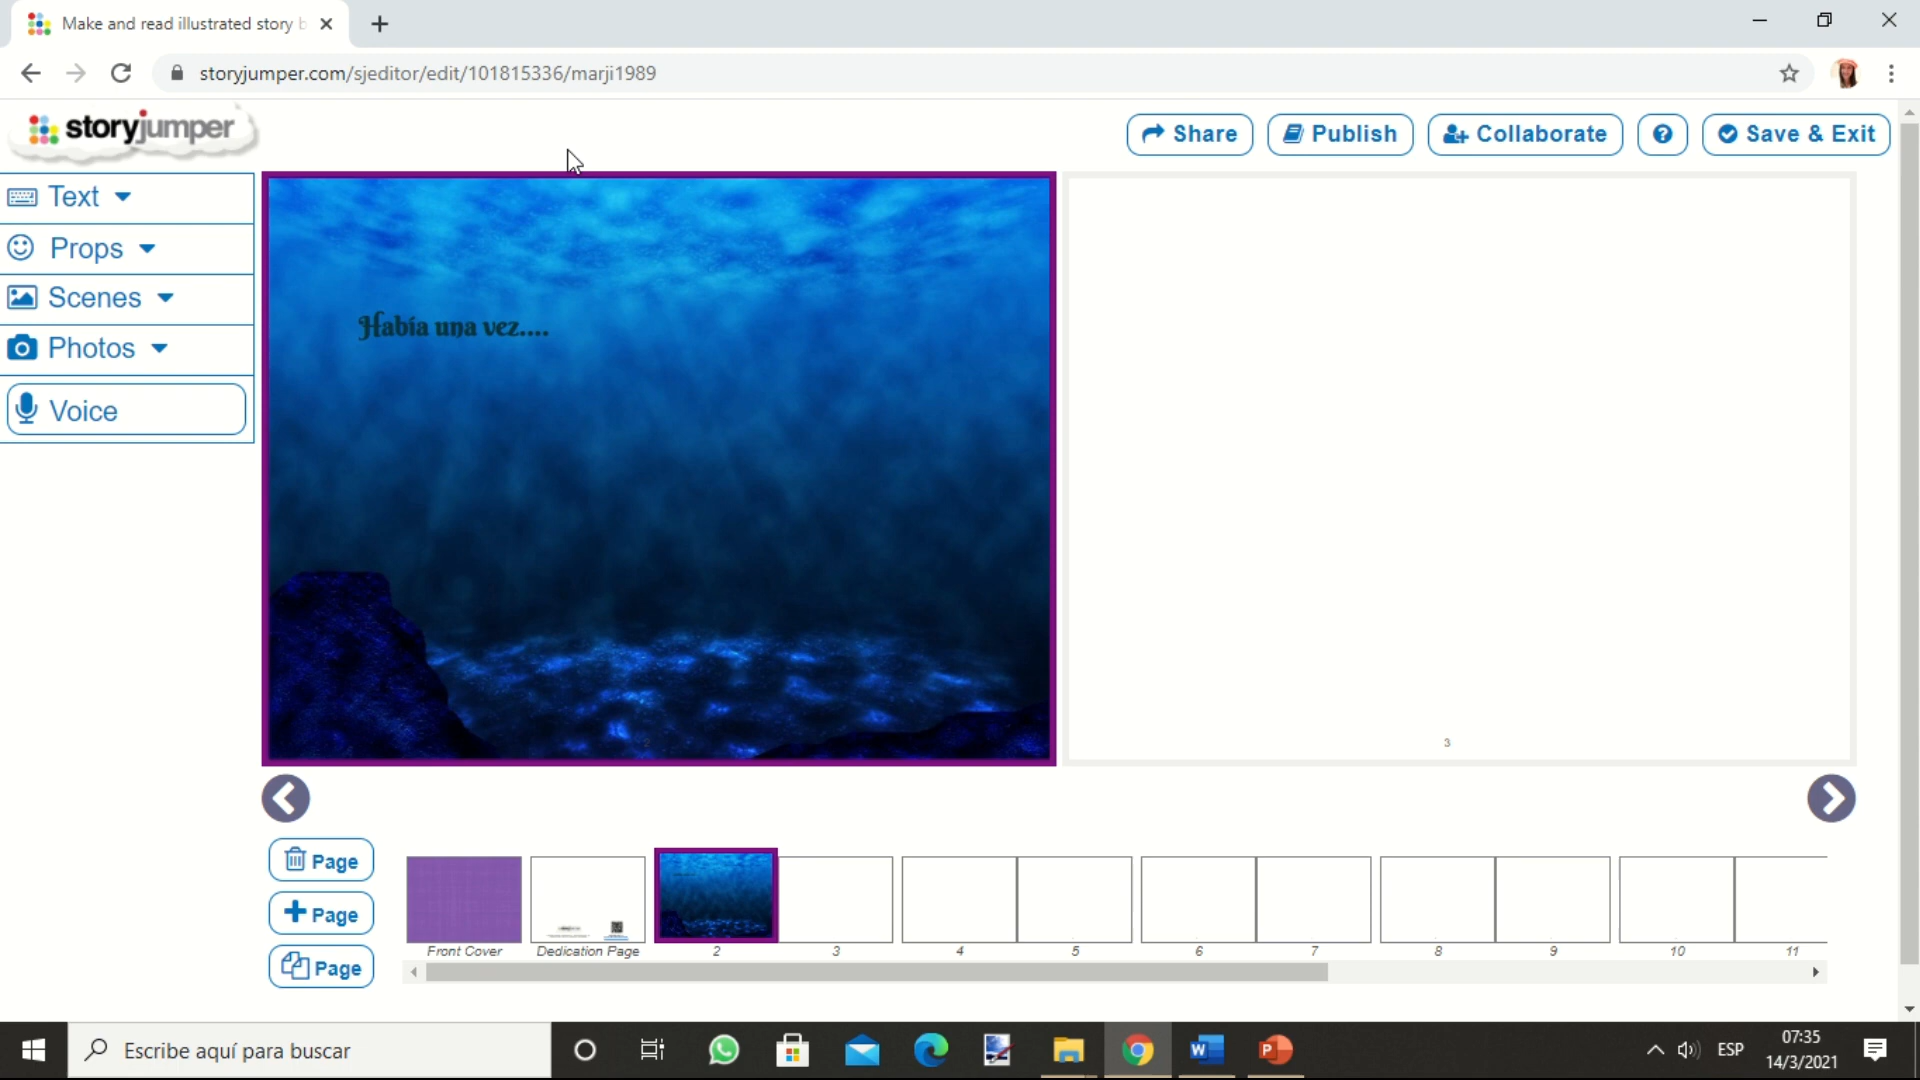 Make and read illustrated story b
storyjumper.com/sjeditor/edit/101815336/marji1989
storyjumper
Share
Publish
Collaborate
?
Save & Exit
Text
Props
Scenes
Photos
Voice
Había una vez....
3
Page
Page
Page
Front Cover
Dedication Page
2
3
4
5
6
7
8
9
10
11
Escribe aquí para buscar
ESP
07:35
14/3/2021